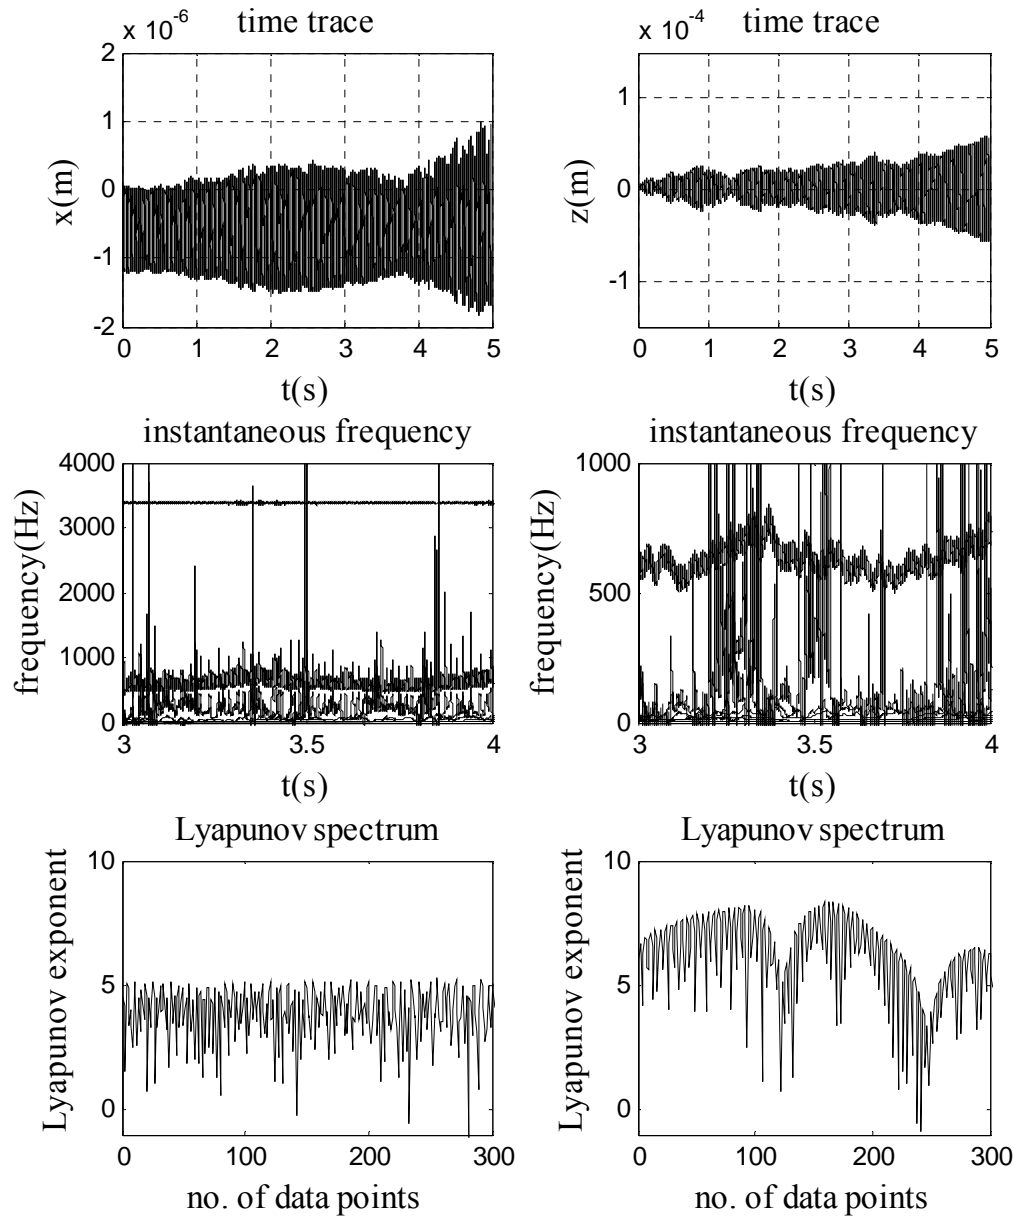 x 10-6 time trace
2
1
0
-1
-2
x(m)
0 1 2 3 4 5
t(s)
x 10-4 time trace
1
0
-1
z(m)
0 1 2 3 4 5
t(s)
instantaneous frequency
4000
3000
2000
1000
0
frequency(Hz)
3 3.5 4
t(s)
instantaneous frequency
1000
500
0
frequency(Hz)
3 3.5 4
t(s)
Lyapunov spectrum
10
5
0
Lyapunov exponent
0 100 200 300
no. of data points
Lyapunov spectrum
10
5
0
Lyapunov exponent
0 100 200 300
no. of data points